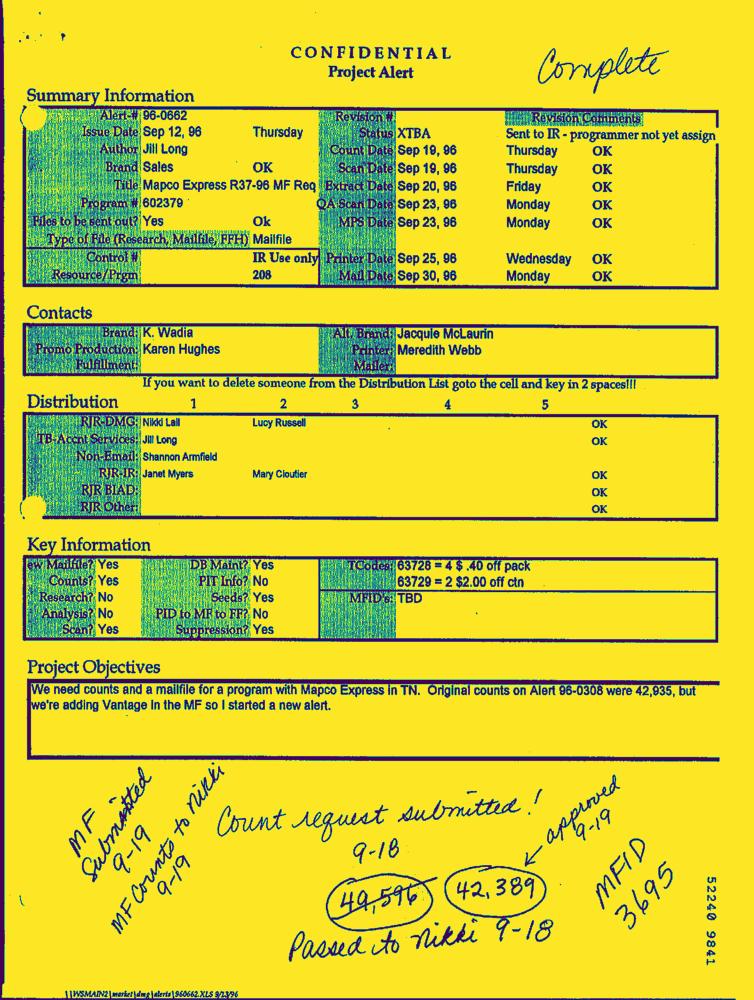 CONFIDENTIAL
Project Alert
Complete
Summary Information
Alert-# 96-0662 Revision # Revision Comments
Issue Date Sep 12, 96 Thursday Status XTBA Sent to IR - programmer not yet assign
Author Jill Long Count Date Sep 19, 96 Thursday OK
Brand Sales OK Scan Date Sep 19, 96 Thursday OK
Title Mapco Express R37-96 MF Req Extract Date Sep 20, 96 Friday OK
Program # 602379 QA Scan Date Sep 23, 96 Monday OK
Files to be sent out? Yes Ok MPS Date Sep 23, 96 Monday OK
Type of File (Research, Mailfile, FFH) Mailfile
Control # IR Use only Printer Date Sep 25, 96 Wednesday OK
Resource/Prgm 208 Mail Date Sep 30, 96 Monday OK
Contacts
Brand: K. Wadia Alt. Brand: Jacquie McLaurin
Promo Production: Karen Hughes Printer: Meredith Webb
Fulfillment: Mailer:
If you want to delete someone from the Distribution List goto the cell and key in 2 spaces!!!
Distribution 1 2 3 4 5
RJR-DMG: Nikki Lail Lucy Russell OK
TB-Accnt Services: Jill Long OK
Non-Email: Shannon Armfield
RJR-IR: Janet Myers Mary Cloutier OK
RJR BIAD: OK
RJR Other: OK
Key Information
ew Mailfile? Yes DB Maint? Yes TCodes: 63728 = 4 $ .40 off pack
Counts? Yes PIT Info? No 63729 = 2 $2.00 off ctn
Research? No Seeds? Yes MFID's: TBD
Analysis? No PID to MF to FF? No
Scan? Yes Suppression? Yes
Project Objectives
We need counts and a mailfile for a program with Mapco Express in TN. Original counts on Alert 96-0308 were 42,935, but
we're adding Vantage in the MF so I started a new alert.
MF
Submitted
9-19
MF Counts to Nikki
9-19
Count request submitted!
9-18
approved
9-19
49,596 42,389
Passed to Nikki 9-18
MFID
3695
52240 9841
\\WSMAIN2\market\dmg\alerts\960662.XLS 9/13/96